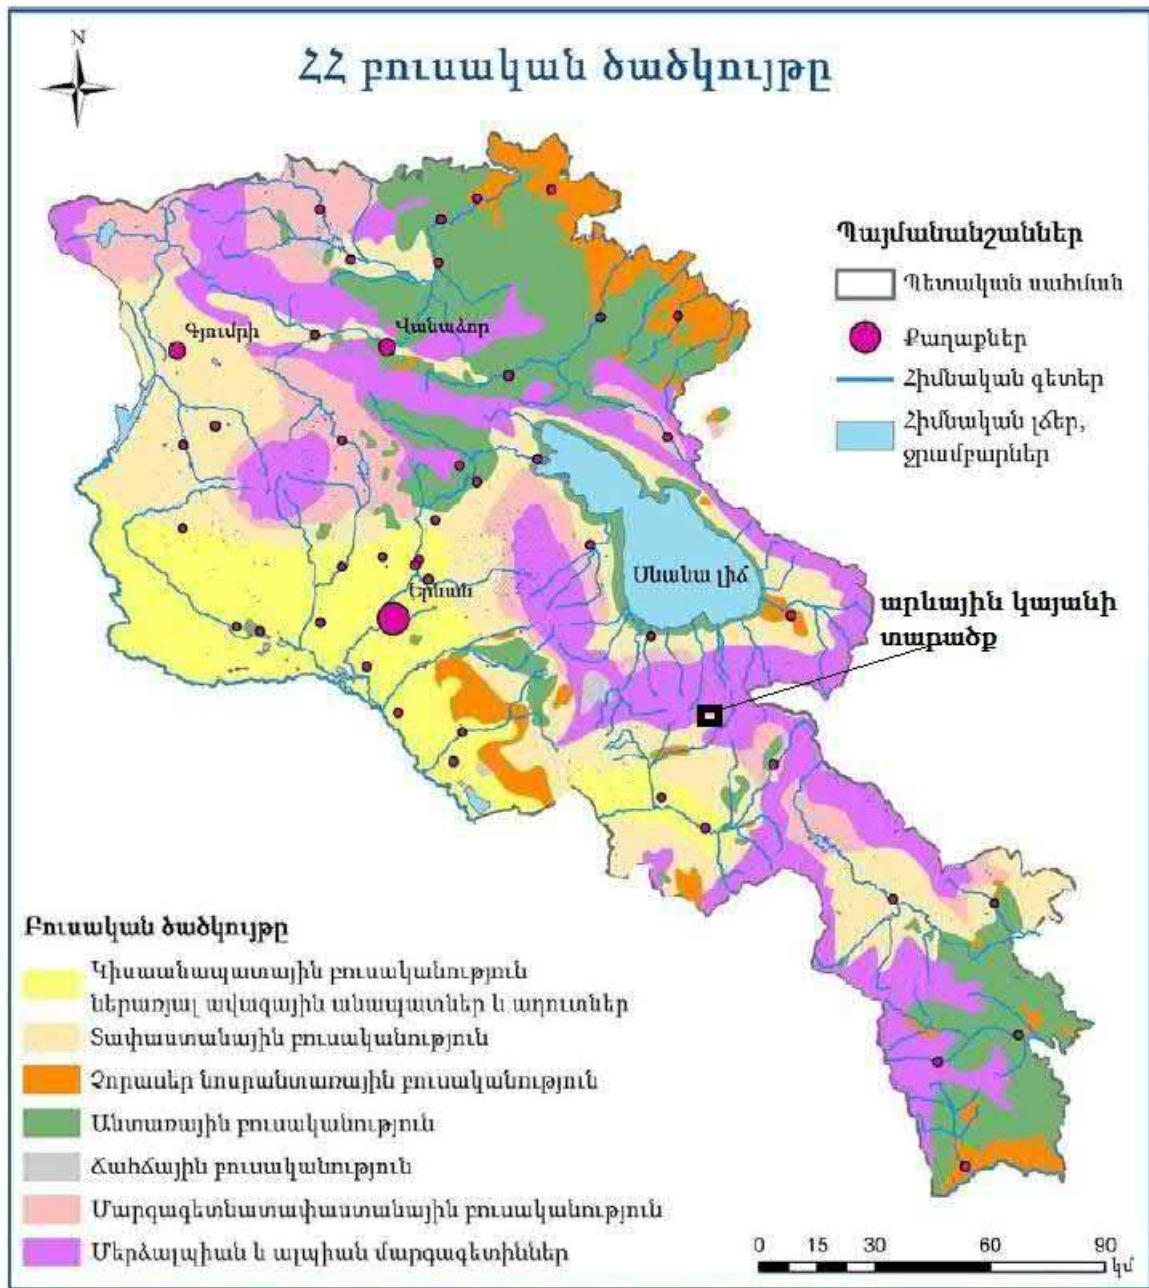 N
ՀՀ բուսական ծածկույթը
Պայմանանշաններ
Պետական սահման
Քաղաքներ
Հիմնական գետեր
Հիմնական լճեր,
ջրամբարներ
Գյումրի
Վանաձոր
Սևանա լիճ
Երևան
արևային կայանի
տարածք
Բուսական ծածկույթը
Կիսաանապատային բուսականություն
ներառյալ ավազային անապատներ և աղուտներ
Տափաստանային բուսականություն
Չորասեր նոսրանտառային բուսականություն
Անտառային բուսականություն
Ճահճային բուսականություն
Մարգագետնատափաստանային բուսականություն
Մերձալպիան և ալպիան մարգագետիններ
0 15 30 60 90
կմ